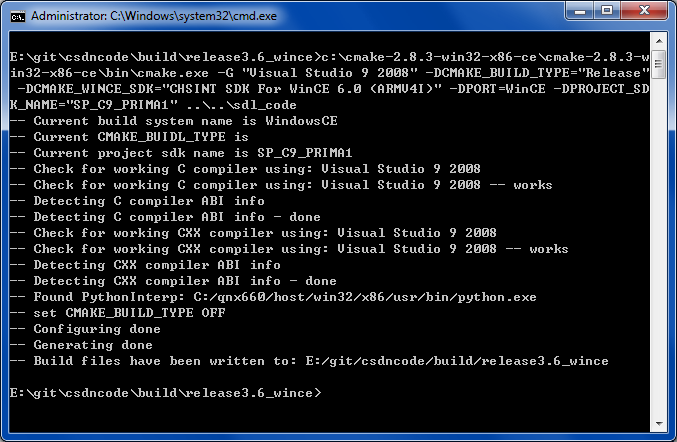 Administrator: C:\Windows\system32\cmd.exe
E:\git\csdncode\build\release3.6_wince>c:\cmake-2.8.3-win32-x86-ce\cmake-2.8.3-w
in32-x86-ce\bin\cmake.exe -G "Visual Studio 9 2008" -DCMAKE_BUILD_TYPE="Release"
 -DCMAKE_WINCE_SDK="CHSINT SDK For WinCE 6.0 (ARMV4I)" -DPORT=WinCE -DPROJECT_SD
K_NAME="SP_C9_PRIMA1" ..\..\sdl_code
-- Current build system name is WindowsCE
-- Current CMAKE_BUIDL_TYPE is
-- Current project sdk name is SP_C9_PRIMA1
-- Check for working C compiler using: Visual Studio 9 2008
-- Check for working C compiler using: Visual Studio 9 2008 -- works
-- Detecting C compiler ABI info
-- Detecting C compiler ABI info - done
-- Check for working CXX compiler using: Visual Studio 9 2008
-- Check for working CXX compiler using: Visual Studio 9 2008 -- works
-- Detecting CXX compiler ABI info
-- Detecting CXX compiler ABI info - done
-- Found PythonInterp: C:/qnx660/host/win32/x86/usr/bin/python.exe
-- set CMAKE_BUILD_TYPE OFF
-- Configuring done
-- Generating done
-- Build files have been written to: E:/git/csdncode/build/release3.6_wince
E:\git\csdncode\build\release3.6_wince>